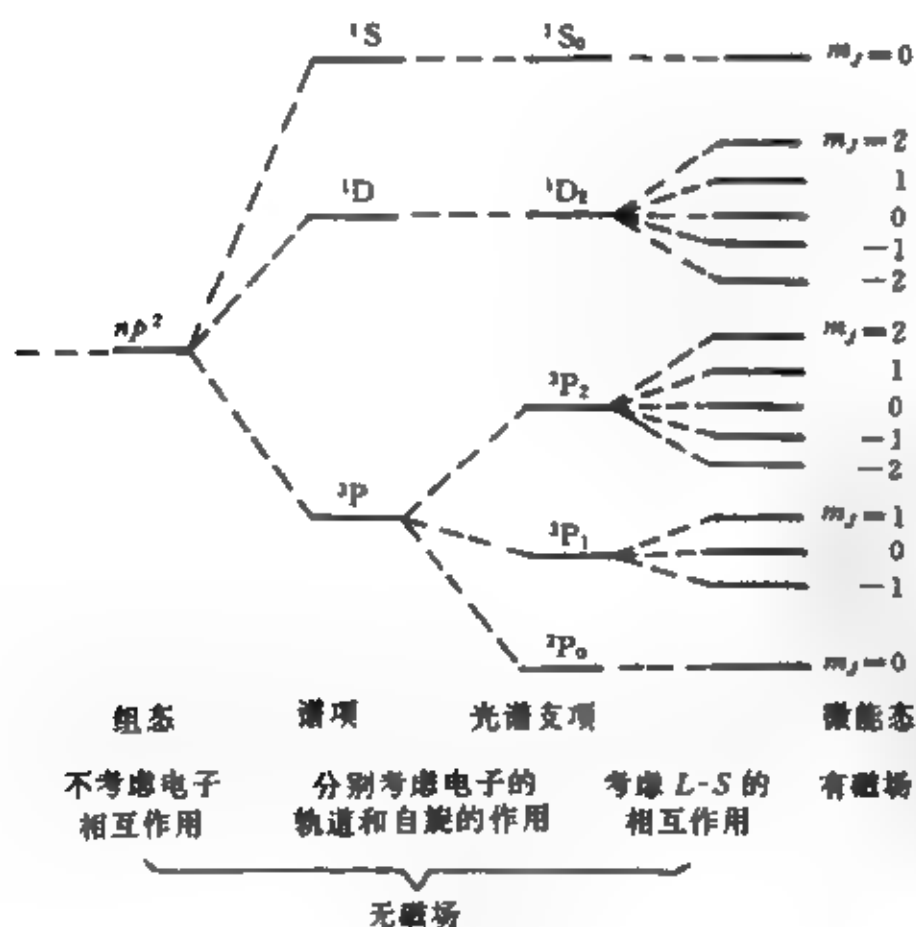 ¹S ¹S₀ m_J=0
m_J=2
¹D ¹D₂ 1
0
-1
-2
np² m_J=2
³P₂ 1
0
-1
-2
³P m_J=1
³P₁ 0
-1
³P₀ m_J=0
组态 谱项 光谱支项 微能态
不考虑电子 分别考虑电子的 考虑 L-S 的 有磁场
相互作用 轨道和自旋的作用 相互作用
无磁场